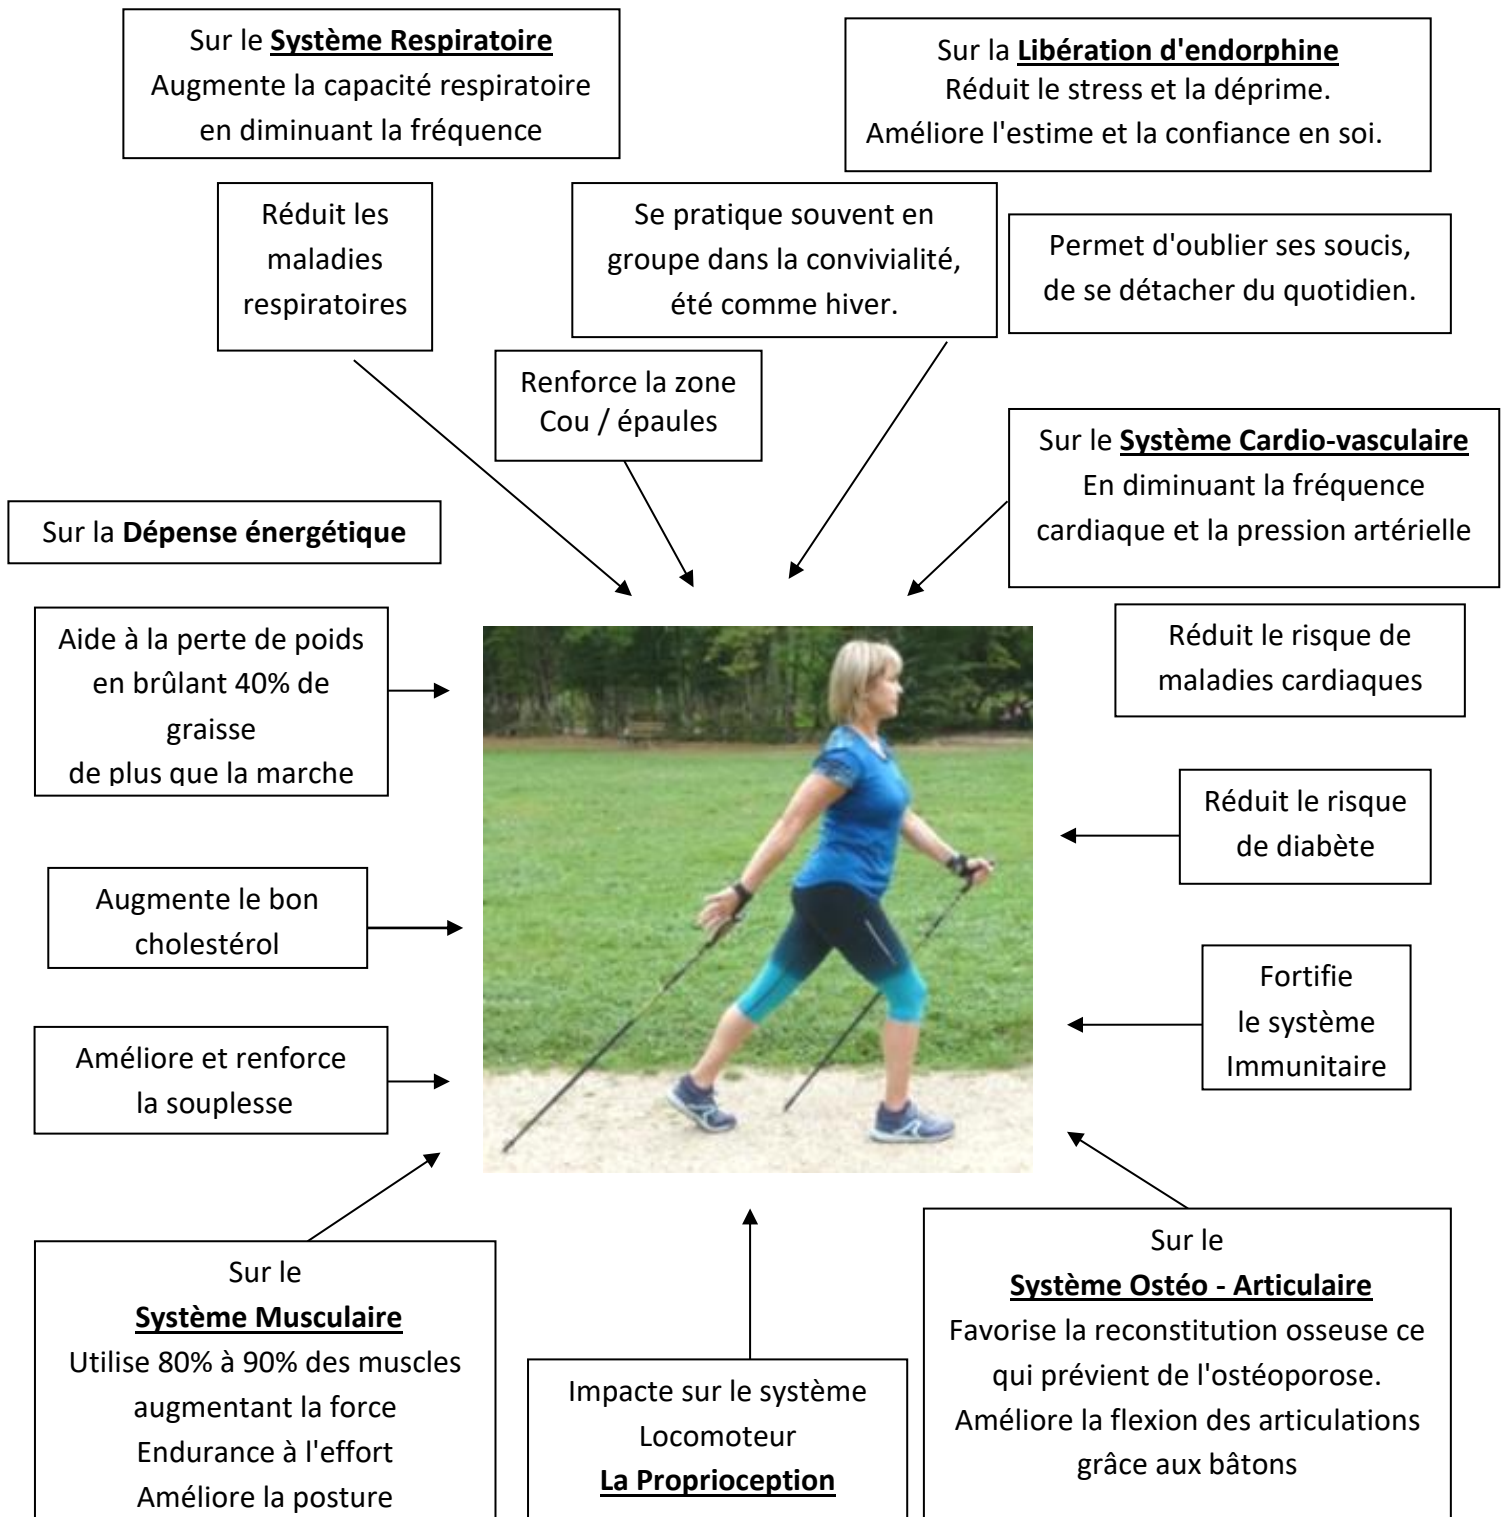 Sur le Système Respiratoire
Augmente la capacité respiratoire
en diminuant la fréquence
Sur la Libération d'endorphine
Réduit le stress et la déprime.
Améliore l'estime et la confiance en soi.
Réduit les
maladies
respiratoires
Se pratique souvent en
groupe dans la convivialité,
été comme hiver.
Permet d'oublier ses soucis,
de se détacher du quotidien.
Renforce la zone
Cou / épaules
Sur le Système Cardio-vasculaire
En diminuant la fréquence
cardiaque et la pression artérielle
Sur la Dépense énergétique
Aide à la perte de poids
en brûlant 40% de
graisse
de plus que la marche
Réduit le risque de
maladies cardiaques
Réduit le risque
de diabète
Augmente le bon
cholestérol
Fortifie
le système
Immunitaire
Améliore et renforce
la souplesse
Sur le
Système Musculaire
Utilise 80% à 90% des muscles
augmentant la force
Endurance à l'effort
Améliore la posture
Impacte sur le système
Locomoteur
La Proprioception
Sur le
Système Ostéo - Articulaire
Favorise la reconstitution osseuse ce
qui prévient de l'ostéoporose.
Améliore la flexion des articulations
grâce aux bâtons